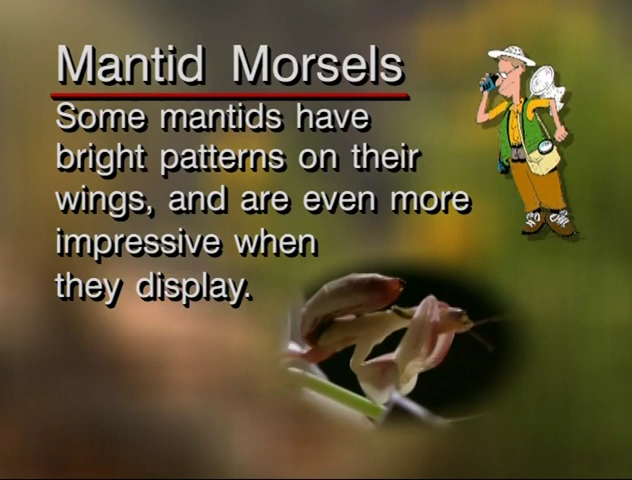 Mantid Morsels
Some mantids have
bright patterns on their
wings, and are even more
impressive when
they display.